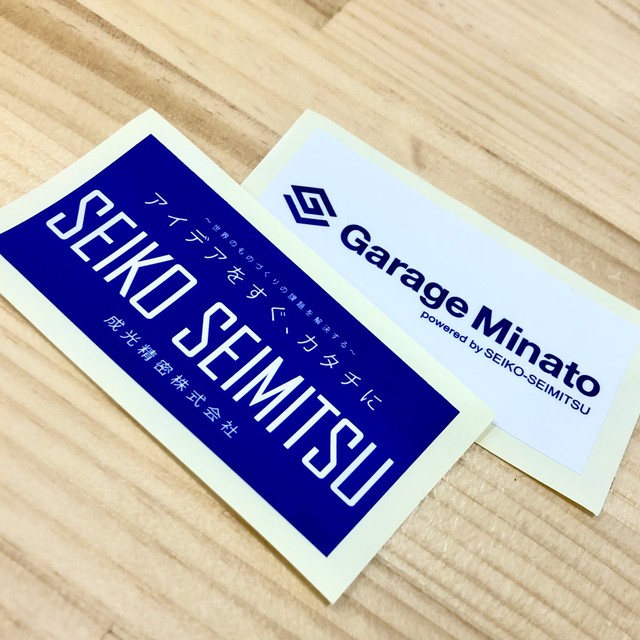 ～世界のものづくりの課題を解決する～
アイデアをすぐ、カタチに
SEIKO SEIMITSU
成光精密株式会社
Garage Minato
powered by SEIKO-SEIMITSU